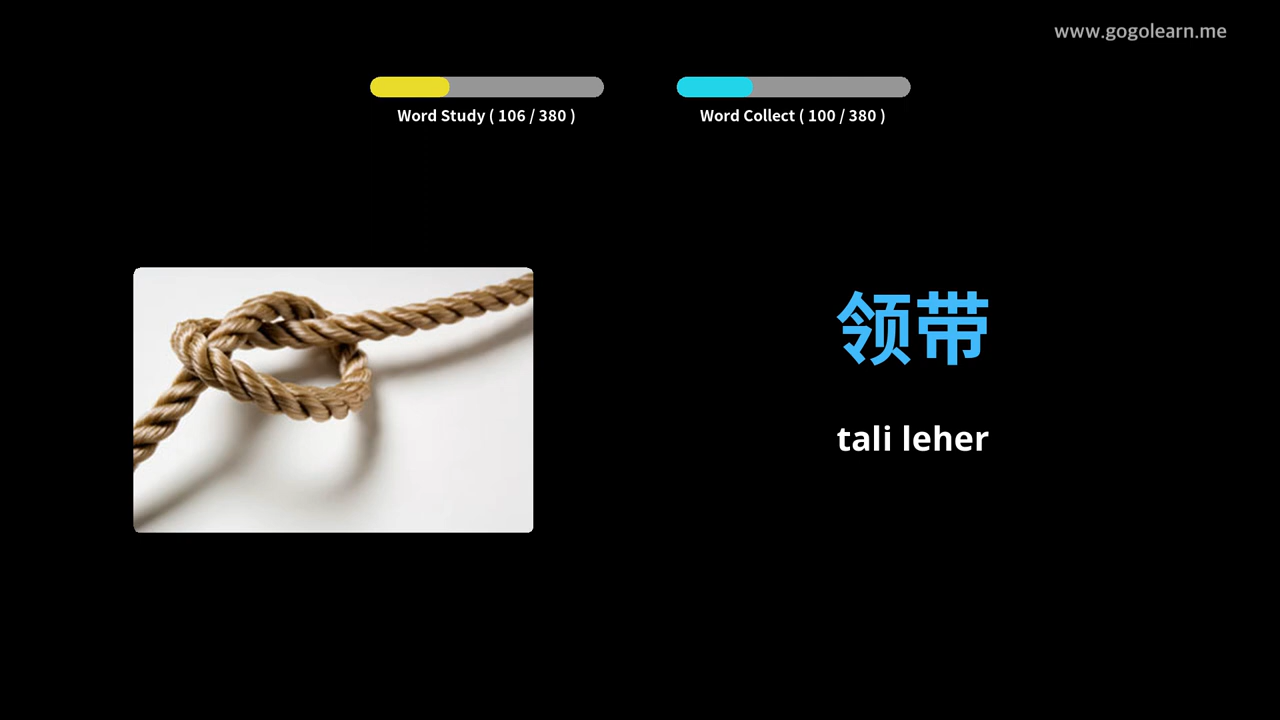 www.gogolearn.me
Word Study ( 106 / 380 )
Word Collect ( 100 / 380 )
领带
tali leher